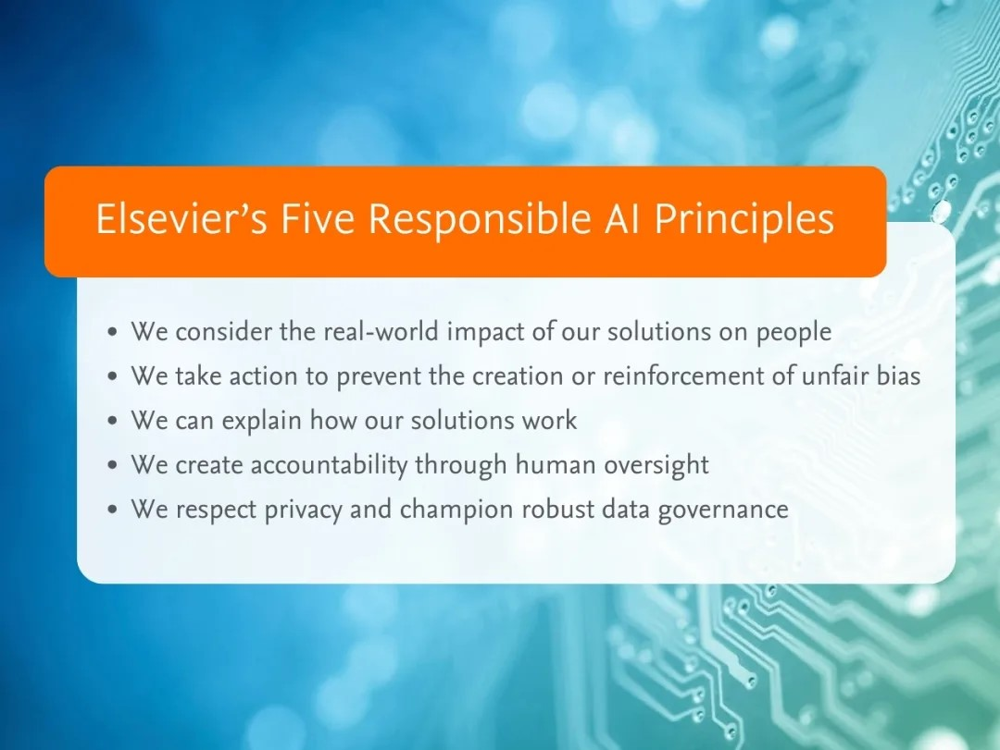 Elsevier’s Five Responsible AI Principles
• We consider the real-world impact of our solutions on people
• We take action to prevent the creation or reinforcement of unfair bias
• We can explain how our solutions work
• We create accountability through human oversight
• We respect privacy and champion robust data governance